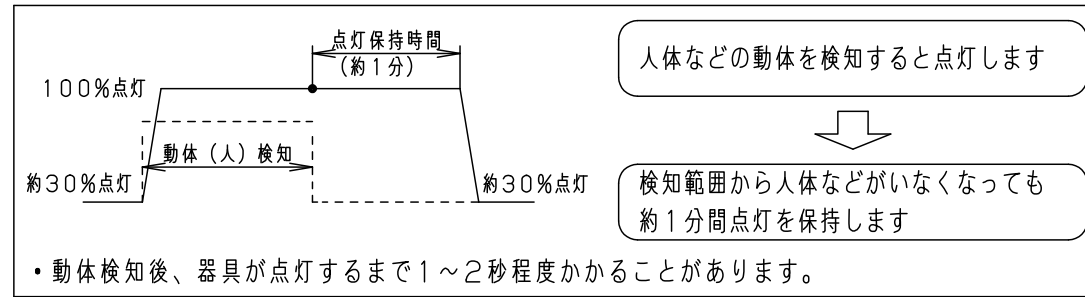 点灯保持時間
(約1分)
100%点灯
動体(人)検知
約30%点灯
約30%点灯
人体などの動体を検知すると点灯します
検知範囲から人体などがいなくなっても
約1分間点灯を保持します
・動体検知後、器具が点灯するまで1~2秒程度かかることがあります。